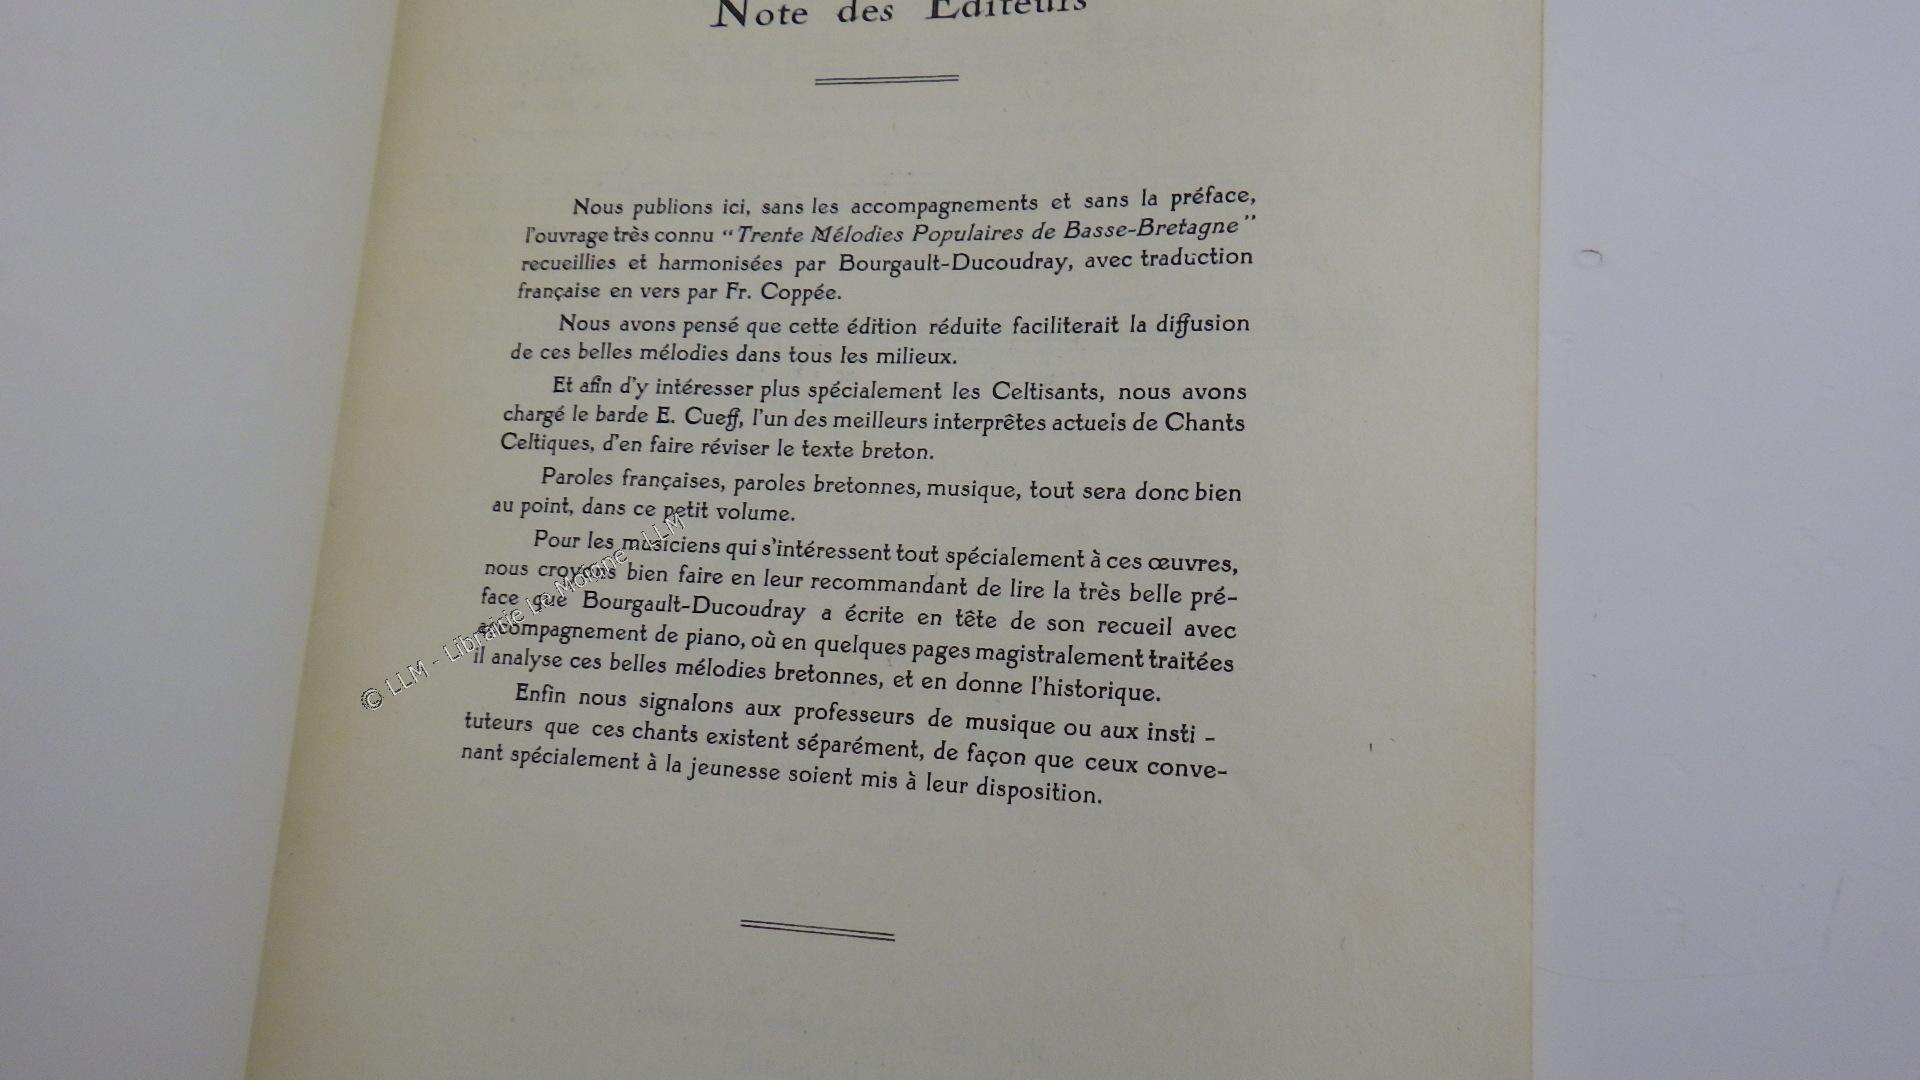 Note des Editeurs
Nous publions ici, sans les accompagnements et sans la préface,
l'ouvrage très connu "Trente Mélodies Populaires de Basse-Bretagne"
recueillies et harmonisées par Bourgault-Ducoudray, avec traduction
française en vers par Fr. Coppée.
Nous avons pensé que cette édition réduite faciliterait la diffusion
de ces belles mélodies dans tous les milieux.
Et afin d'y intéresser plus spécialement les Celtisants, nous avons
chargé le barde E. Cueff, l'un des meilleurs interprêtes actuels de Chants
Celtiques, d'en faire réviser le texte breton.
Paroles françaises, paroles bretonnes, musique, tout sera donc bien
au point, dans ce petit volume.
Pour les musiciens qui s'intéressent tout spécialement à ces œuvres,
nous croyons bien faire en leur recommandant de lire la très belle pré-
face que Bourgault-Ducoudray a écrite en tête de son recueil avec
accompagnement de piano, où en quelques pages magistralement traitées
il analyse ces belles mélodies bretonnes, et en donne l'historique.
Enfin nous signalons aux professeurs de musique ou aux insti -
tuteurs que ces chants existent séparément, de façon que ceux conve-
nant spécialement à la jeunesse soient mis à leur disposition.
© LLM - Librairie Le Moigne - LLM